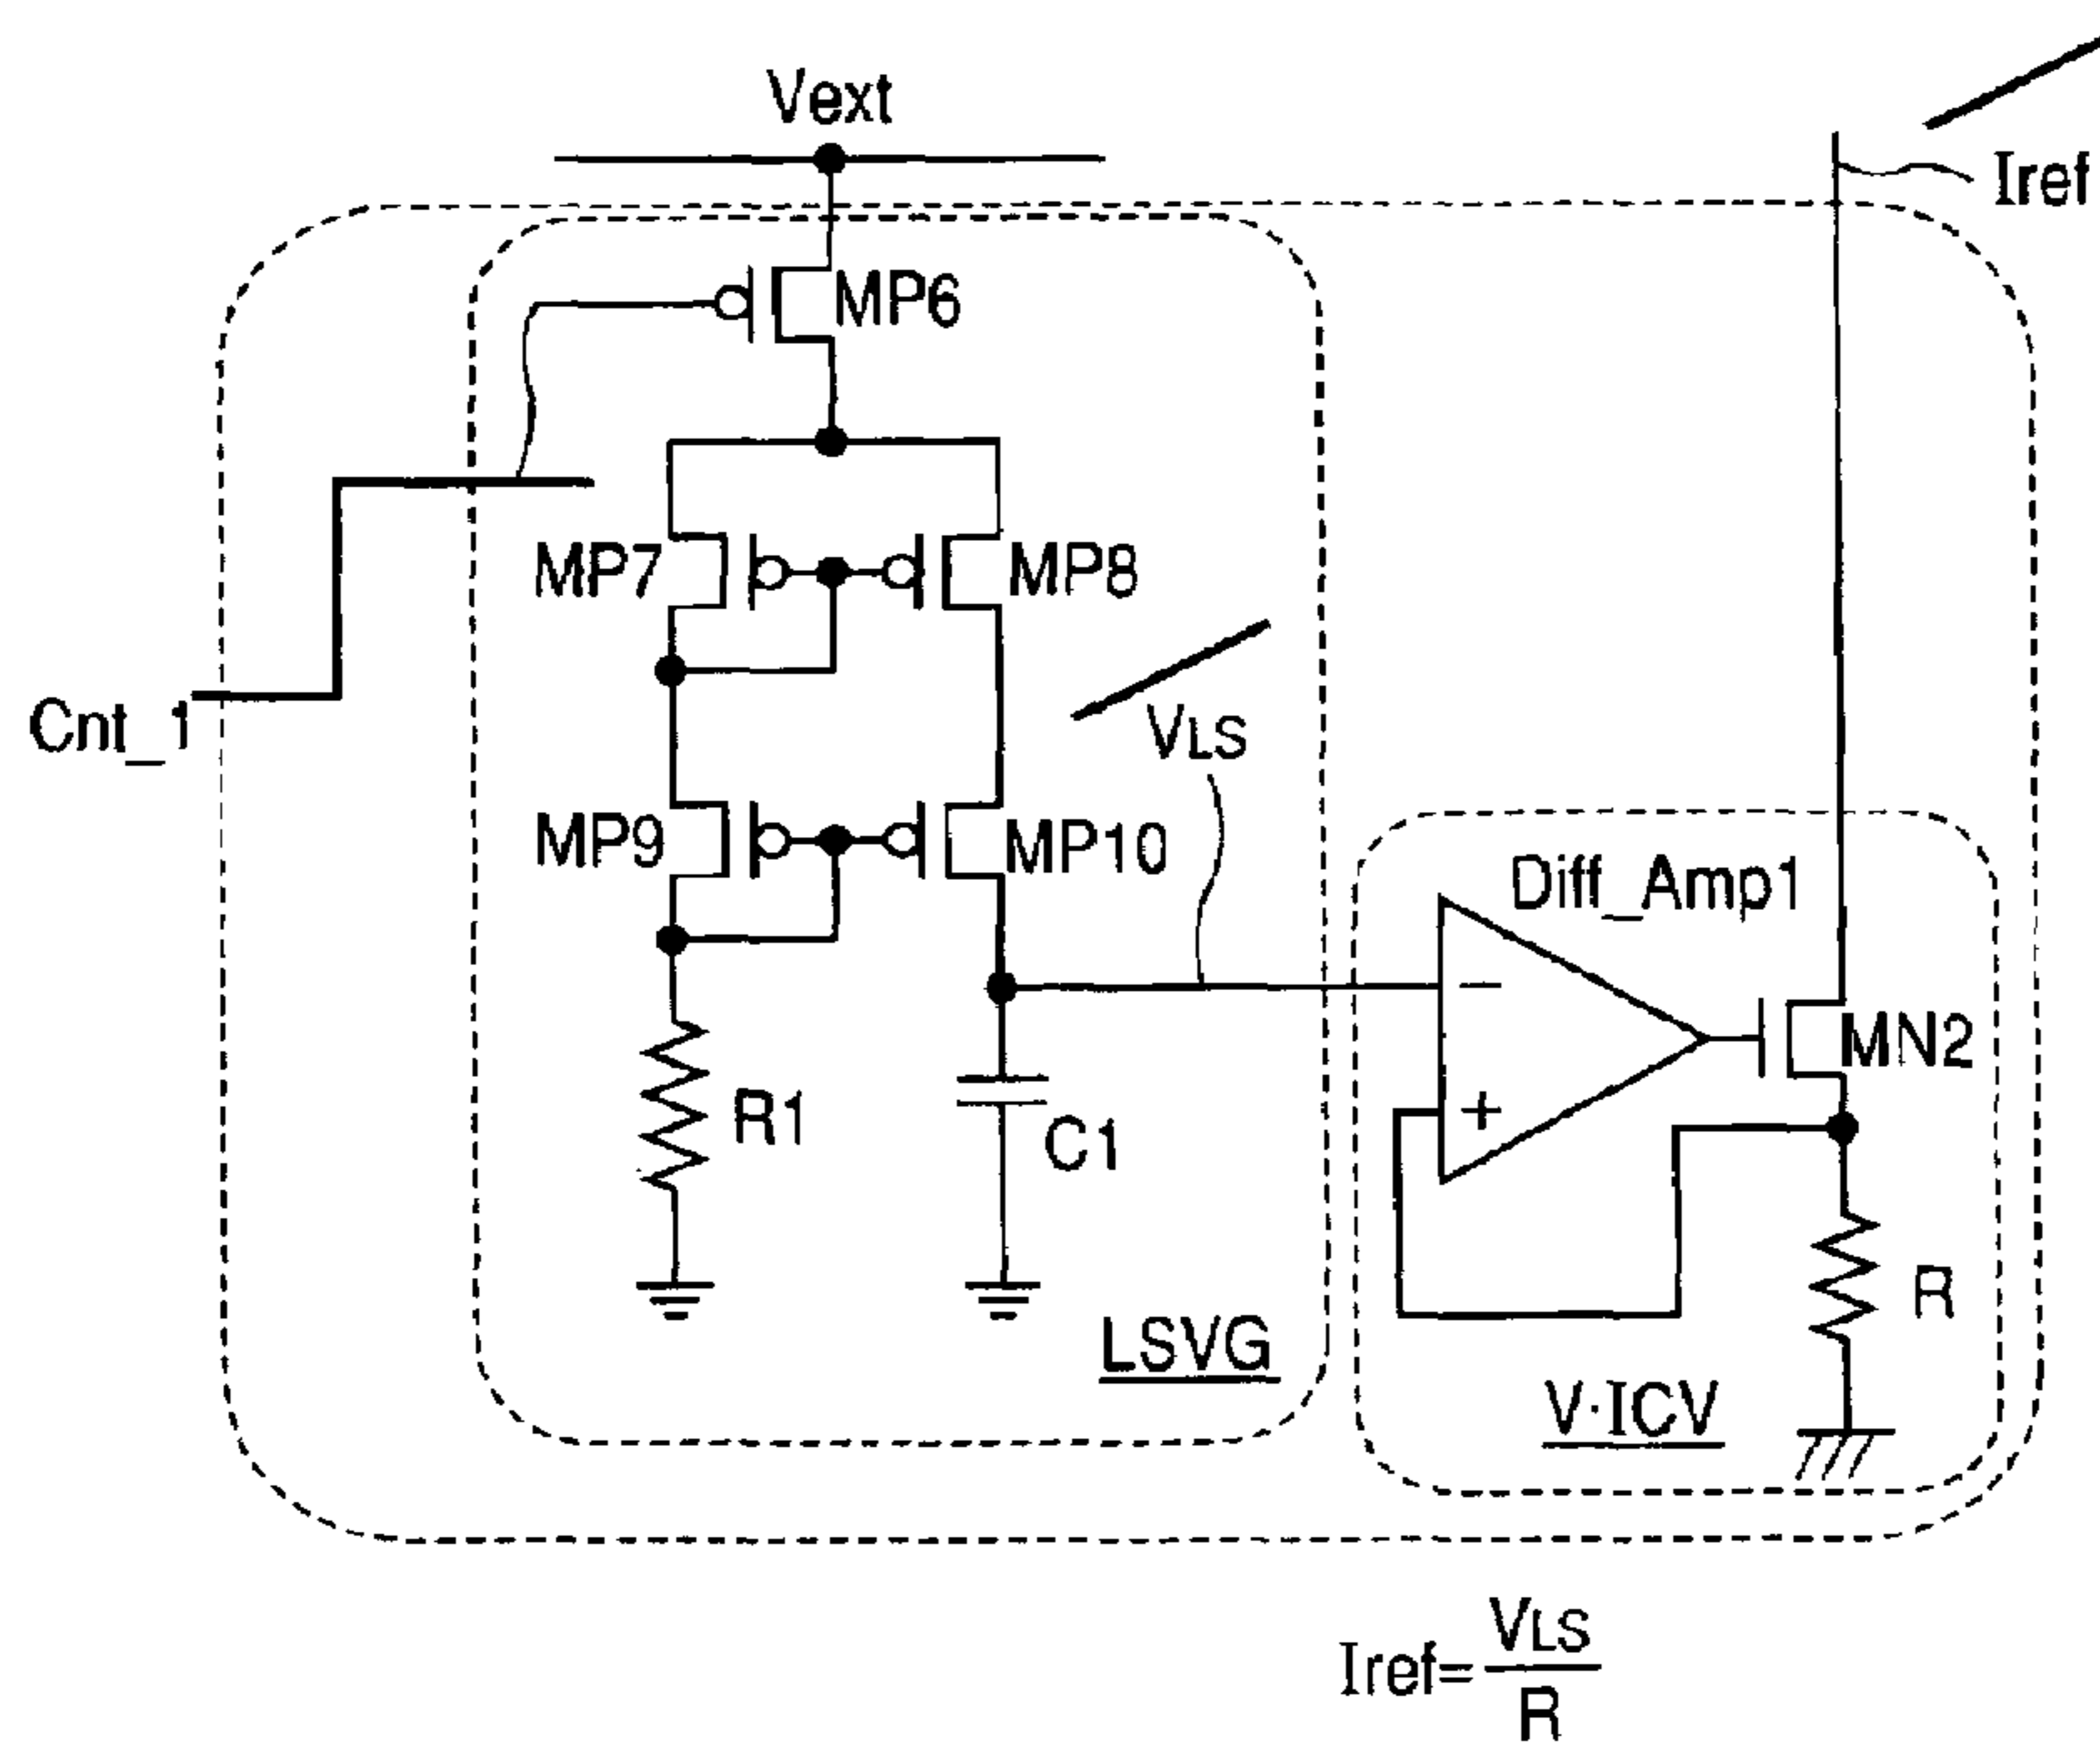 Vext
Iref
MP6
MP7
MP8
Cnt_1
VLS
MP9
MP10
Diff_Amp1
−
MN2
+
R1
C1
R
LSVG
V·ICV
Iref=VLS/R